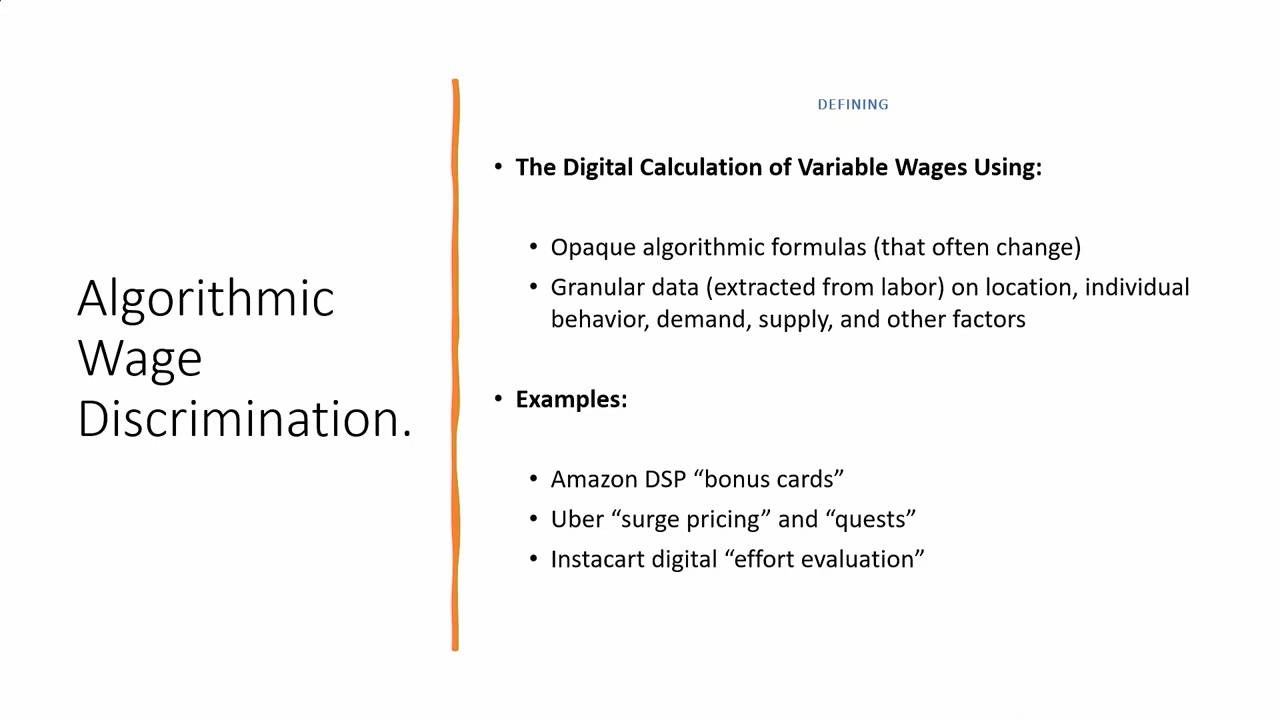 Algorithmic
Wage
Discrimination.
DEFINING
• The Digital Calculation of Variable Wages Using:
• Opaque algorithmic formulas (that often change)
• Granular data (extracted from labor) on location, individual
behavior, demand, supply, and other factors
• Examples:
• Amazon DSP “bonus cards”
• Uber “surge pricing” and “quests”
• Instacart digital “effort evaluation”